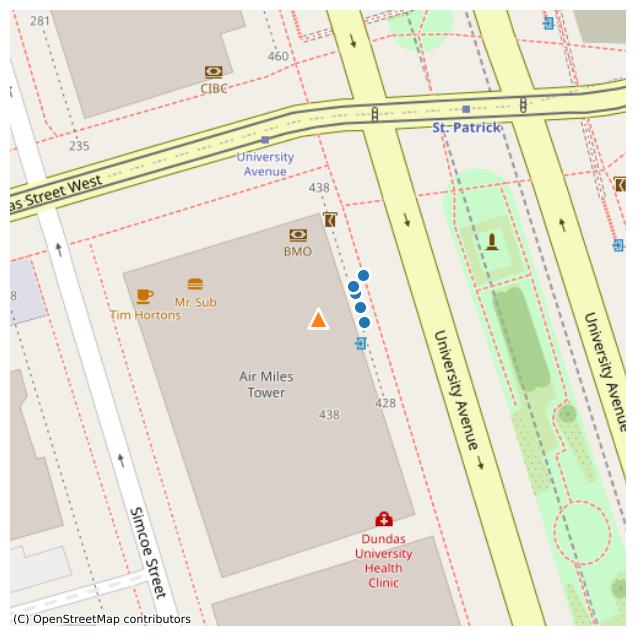 281
460
CIBC
St. Patrick
235
University
Avenue
as Street West
438
BMO
8
Mr. Sub
Tim Hortons
University Avenue
University Avenue
Air Miles
Tower
428
438
Simcoe Street
Dundas
University
Health
Clinic
(C) OpenStreetMap contributors